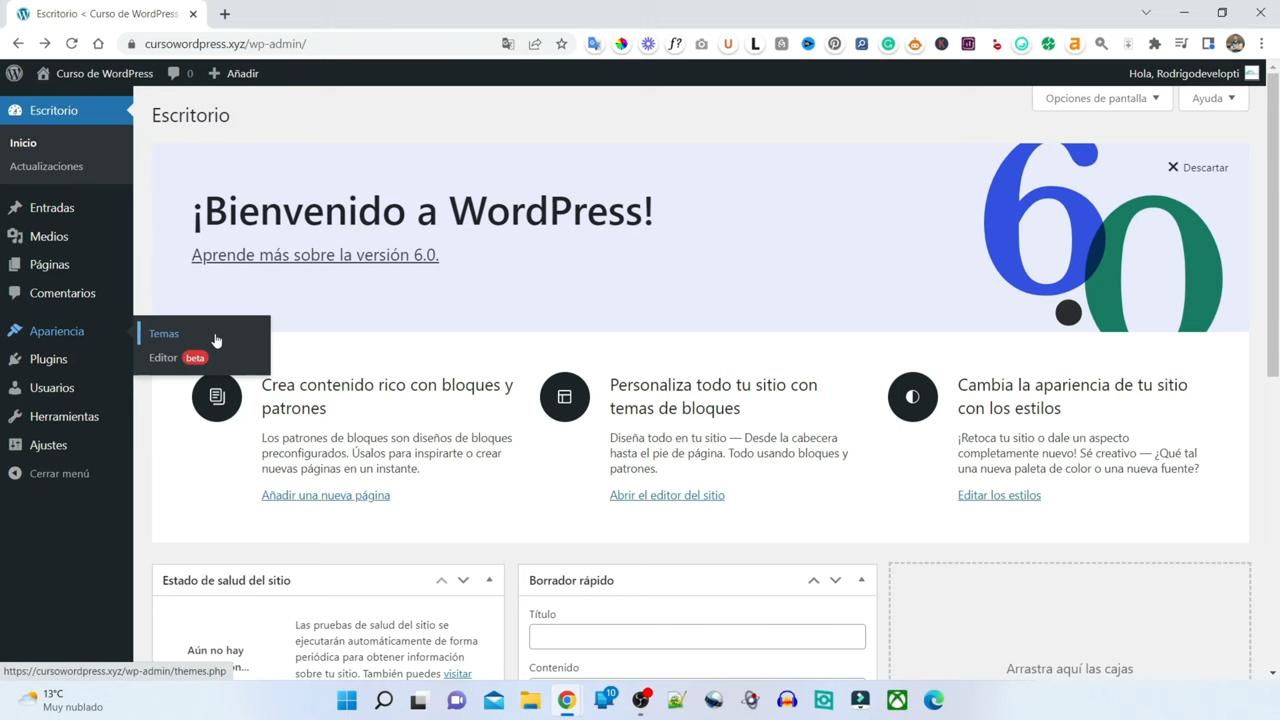 Escritorio < Curso de WordPress
cursowordpress.xyz/wp-admin/
Curso de WordPress
0
Añadir
Hola, Rodrigodevelopti
Escritorio
Inicio
Actualizaciones
Entradas
Medios
Páginas
Comentarios
Apariencia
Plugins
Usuarios
Herramientas
Ajustes
Cerrar menú
Temas
Editor beta
Escritorio
Opciones de pantalla
Ayuda
Descartar
¡Bienvenido a WordPress!
Aprende más sobre la versión 6.0.
6.0
Crea contenido rico con bloques y
patrones
Los patrones de bloques son diseños de bloques
preconfigurados. Úsalos para inspirarte o crear
nuevas páginas en un instante.
Añadir una nueva página
Personaliza todo tu sitio con
temas de bloques
Diseña todo en tu sitio — Desde la cabecera
hasta el pie de página. Todo usando bloques y
patrones.
Abrir el editor del sitio
Cambia la apariencia de tu sitio
con los estilos
¡Retoca tu sitio o dale un aspecto
completamente nuevo! Sé creativo — ¿Qué tal
una nueva paleta de color o una nueva fuente?
Editar los estilos
Estado de salud del sitio
Aún no hay
Las pruebas de salud del sitio se
ejecutarán automáticamente de forma
periódica para obtener información
sobre tu sitio. También puedes visitar
Borrador rápido
Título
Contenido
Arrastra aquí las cajas
https://cursowordpress.xyz/wp-admin/themes.php
13°C
Muy nublado
10